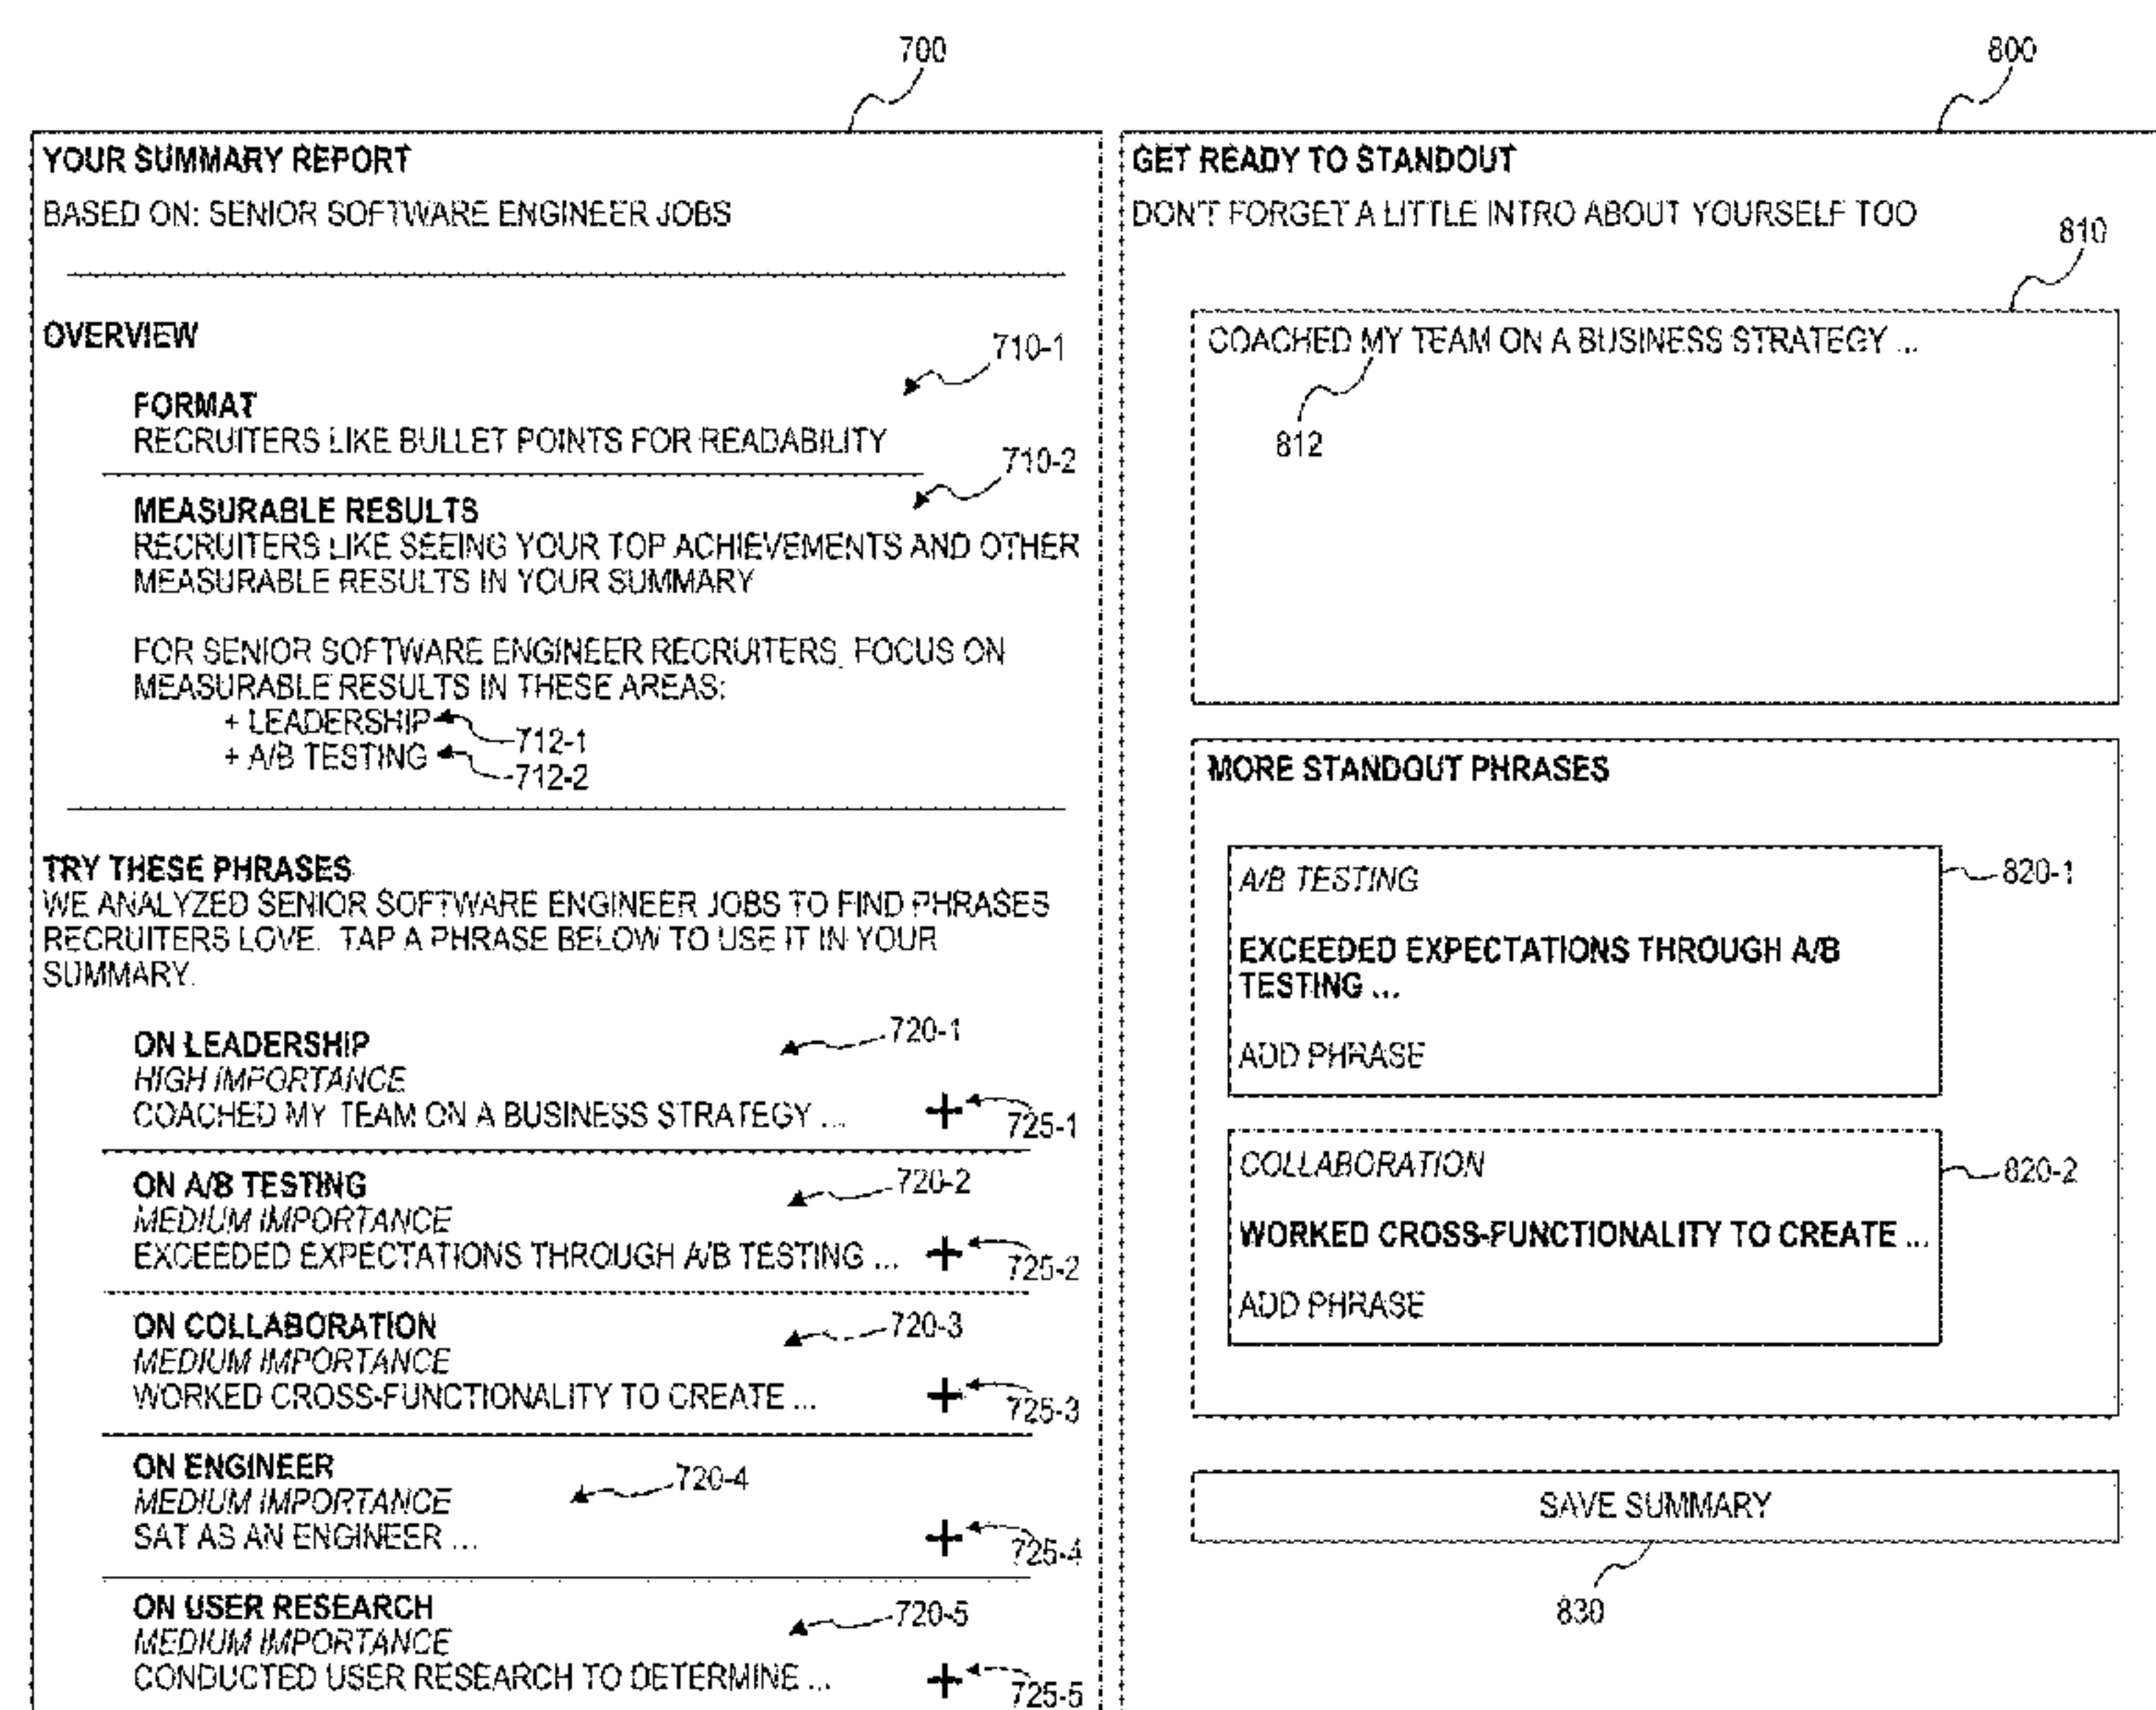 700
YOUR SUMMARY REPORT
BASED ON: SENIOR SOFTWARE ENGINEER JOBS
OVERVIEW
710-1
FORMAT
RECRUITERS LIKE BULLET POINTS FOR READABILITY
710-2
MEASURABLE RESULTS
RECRUITERS LIKE SEEING YOUR TOP ACHIEVEMENTS AND OTHER
MEASURABLE RESULTS IN YOUR SUMMARY
FOR SENIOR SOFTWARE ENGINEER RECRUITERS, FOCUS ON
MEASURABLE RESULTS IN THESE AREAS:
+ LEADERSHIP
712-1
+ A/B TESTING
712-2
TRY THESE PHRASES
WE ANALYZED SENIOR SOFTWARE ENGINEER JOBS TO FIND PHRASES
RECRUITERS LOVE. TAP A PHRASE BELOW TO USE IT IN YOUR
SUMMARY.
ON LEADERSHIP
720-1
HIGH IMPORTANCE
COACHED MY TEAM ON A BUSINESS STRATEGY ... +
725-1
ON A/B TESTING
720-2
MEDIUM IMPORTANCE
EXCEEDED EXPECTATIONS THROUGH A/B TESTING ... +
725-2
ON COLLABORATION
720-3
MEDIUM IMPORTANCE
WORKED CROSS-FUNCTIONALITY TO CREATE ... +
725-3
ON ENGINEER
720-4
MEDIUM IMPORTANCE
SAT AS AN ENGINEER ... +
725-4
ON USER RESEARCH
720-5
MEDIUM IMPORTANCE
CONDUCTED USER RESEARCH TO DETERMINE ... +
725-5
800
GET READY TO STANDOUT
DON'T FORGET A LITTLE INTRO ABOUT YOURSELF TOO
810
COACHED MY TEAM ON A BUSINESS STRATEGY ...
812
MORE STANDOUT PHRASES
A/B TESTING
820-1
EXCEEDED EXPECTATIONS THROUGH A/B
TESTING ...
ADD PHRASE
COLLABORATION
820-2
WORKED CROSS-FUNCTIONALITY TO CREATE ...
ADD PHRASE
SAVE SUMMARY
830